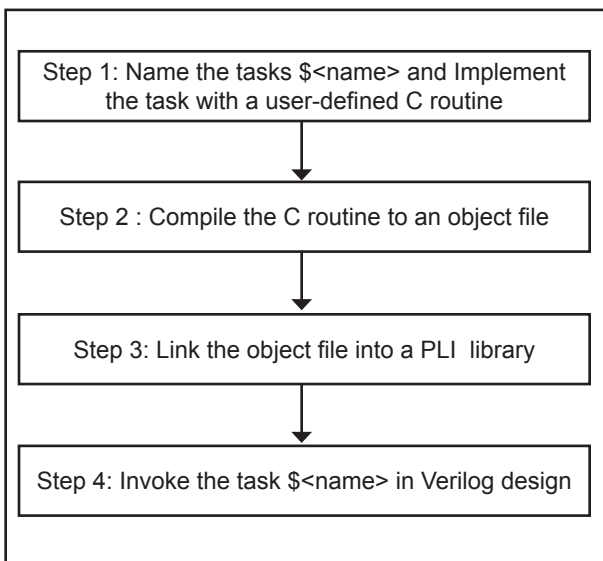 Step 1: Name the tasks $<name> and Implement
the task with a user-defined C routine
Step 2 : Compile the C routine to an object file
Step 3: Link the object file into a PLI  library
Step 4: Invoke the task $<name> in Verilog design